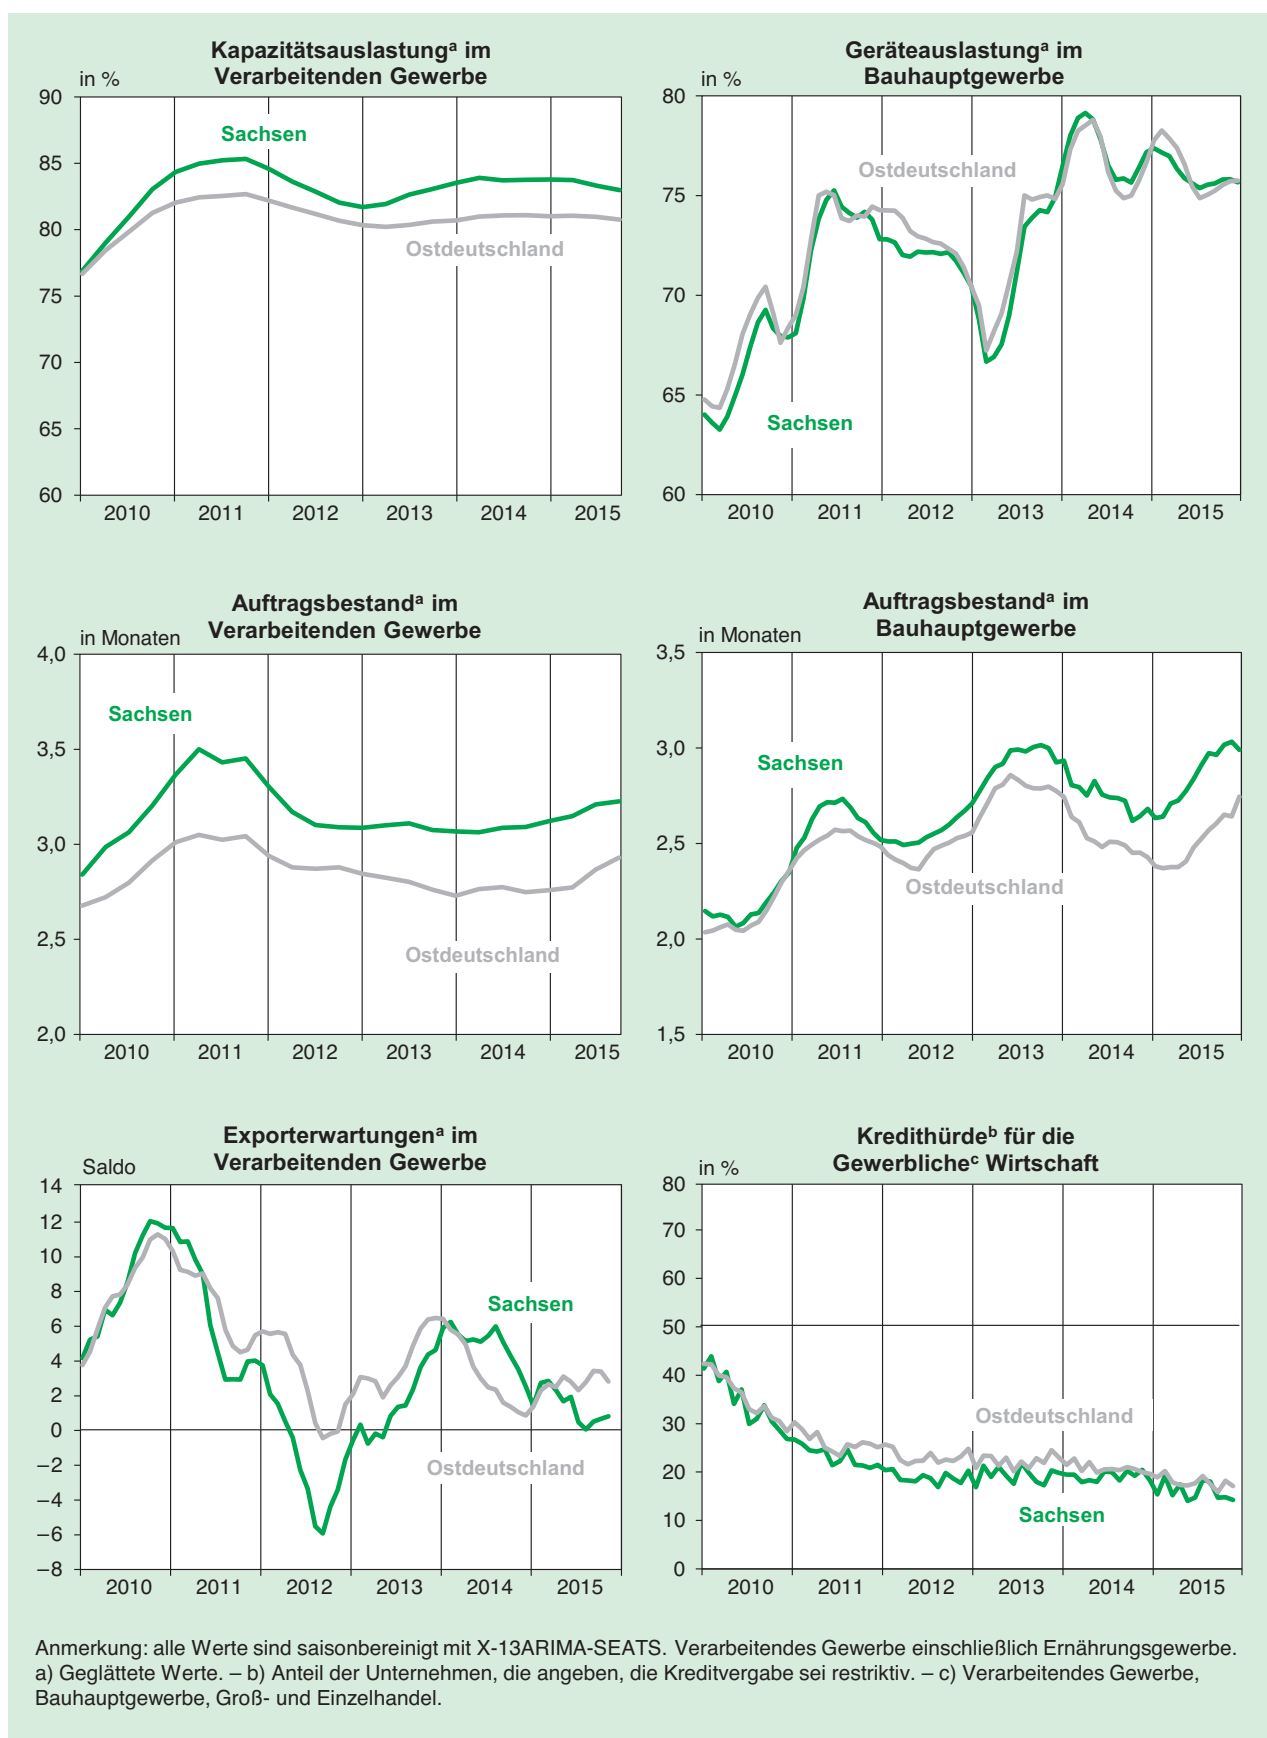 Kapazitätsauslastungᵃ im
Verarbeitenden Gewerbe
in %
90
85
80
75
70
65
60
Sachsen
Ostdeutschland
2010 2011 2012 2013 2014 2015
Geräteauslastungᵃ im
Bauhauptgewerbe
in %
80
75
70
65
60
Ostdeutschland
Sachsen
2010 2011 2012 2013 2014 2015
Auftragsbestandᵃ im
Verarbeitenden Gewerbe
in Monaten
4,0
3,5
3,0
2,5
2,0
Sachsen
Ostdeutschland
2010 2011 2012 2013 2014 2015
Auftragsbestandᵃ im
Bauhauptgewerbe
in Monaten
3,5
3,0
2,5
2,0
1,5
Sachsen
Ostdeutschland
2010 2011 2012 2013 2014 2015
Exporterwartungenᵃ im
Verarbeitenden Gewerbe
Saldo
14
12
10
8
6
4
2
0
−2
−4
−6
−8
Sachsen
Ostdeutschland
2010 2011 2012 2013 2014 2015
Kredithürdeᵇ für die
Gewerblicheᶜ Wirtschaft
in %
80
70
60
50
40
30
20
10
0
Ostdeutschland
Sachsen
2010 2011 2012 2013 2014 2015
Anmerkung: alle Werte sind saisonbereinigt mit X-13ARIMA-SEATS. Verarbeitendes Gewerbe einschließlich Ernährungsgewerbe.
a) Geglättete Werte. – b) Anteil der Unternehmen, die angeben, die Kreditvergabe sei restriktiv. – c) Verarbeitendes Gewerbe,
Bauhauptgewerbe, Groß- und Einzelhandel.